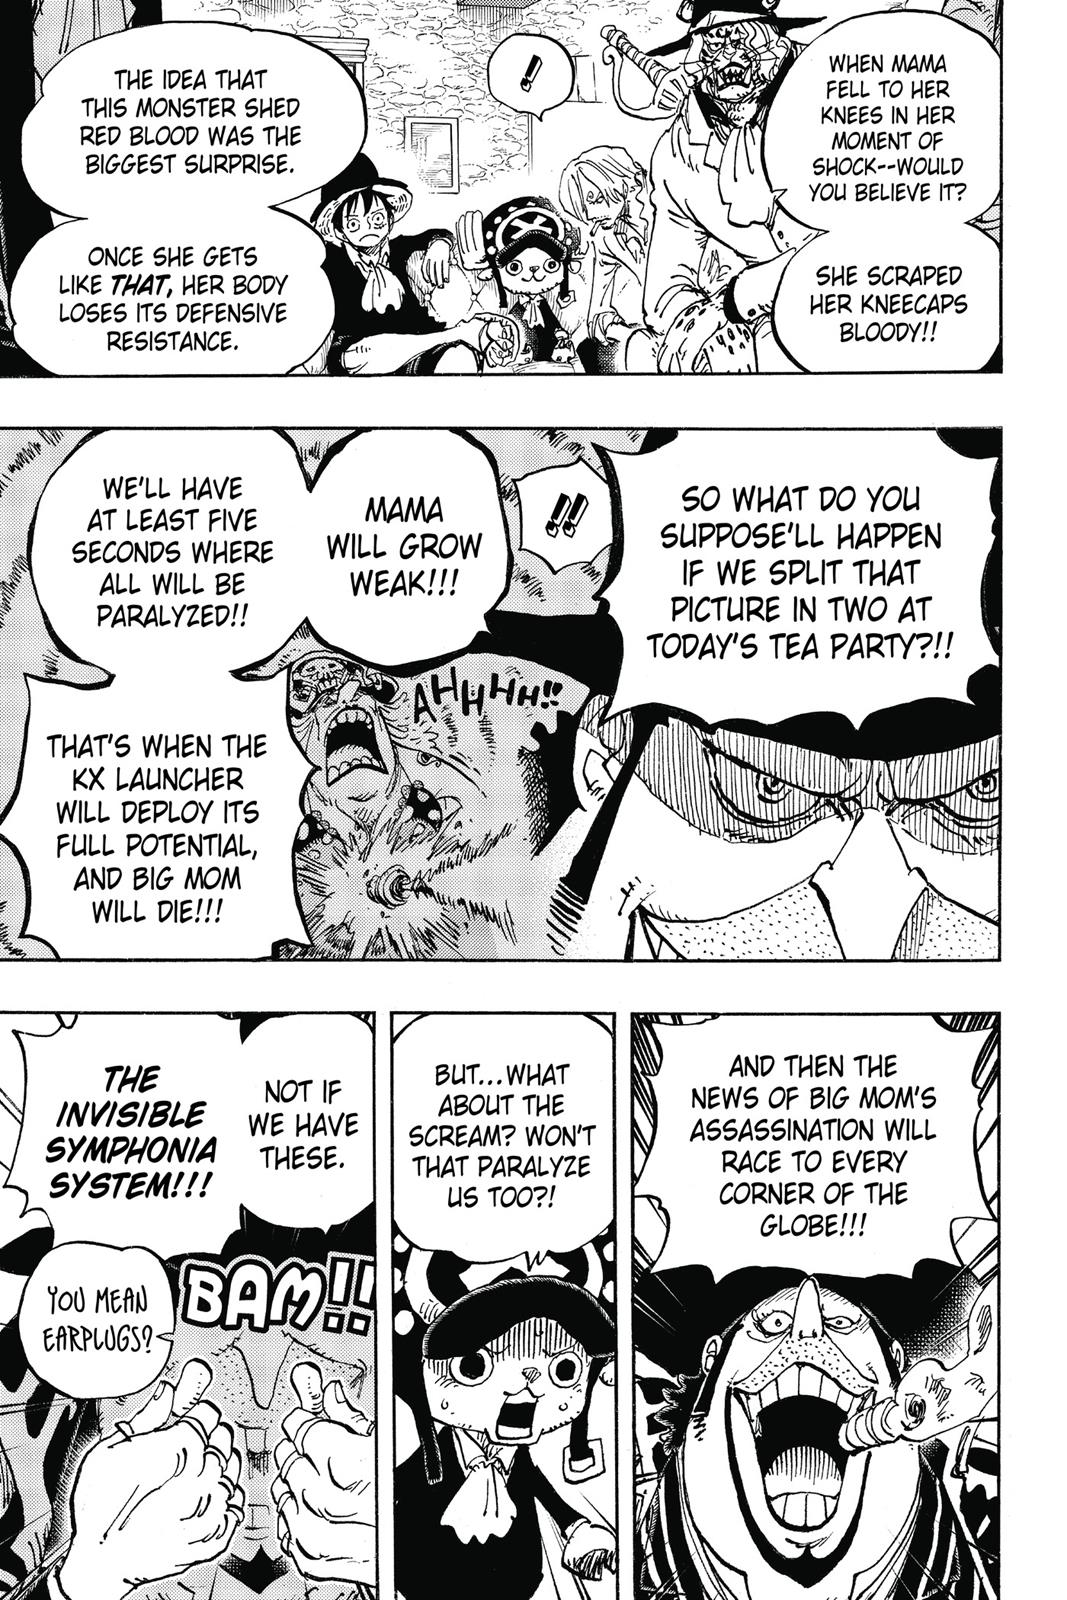 WHEN MAMA
FELL TO HER
KNEES IN HER
MOMENT OF
SHOCK--WOULD
YOU BELIEVE IT?
SHE SCRAPED
HER KNEECAPS
BLOODY!!
!
THE IDEA THAT
THIS MONSTER SHED
RED BLOOD WAS THE
BIGGEST SURPRISE.
ONCE SHE GETS
LIKE THAT, HER BODY
LOSES ITS DEFENSIVE
RESISTANCE.
SO WHAT DO YOU
SUPPOSE'LL HAPPEN
IF WE SPLIT THAT
PICTURE IN TWO AT
TODAY'S TEA PARTY?!!
!!
MAMA
WILL GROW
WEAK!!!
AHHHHH!!
WE'LL HAVE
AT LEAST FIVE
SECONDS WHERE
ALL WILL BE
PARALYZED!!
THAT'S WHEN THE
KX LAUNCHER
WILL DEPLOY ITS
FULL POTENTIAL,
AND BIG MOM
WILL DIE!!!
AND THEN THE
NEWS OF BIG MOM'S
ASSASSINATION WILL
RACE TO EVERY
CORNER OF THE
GLOBE!!!
BUT...WHAT
ABOUT THE
SCREAM? WON'T
THAT PARALYZE
US TOO?!
NOT IF
WE HAVE
THESE.
THE
INVISIBLE
SYMPHONIA
SYSTEM!!!
BAM!!
YOU MEAN
EARPLUGS?